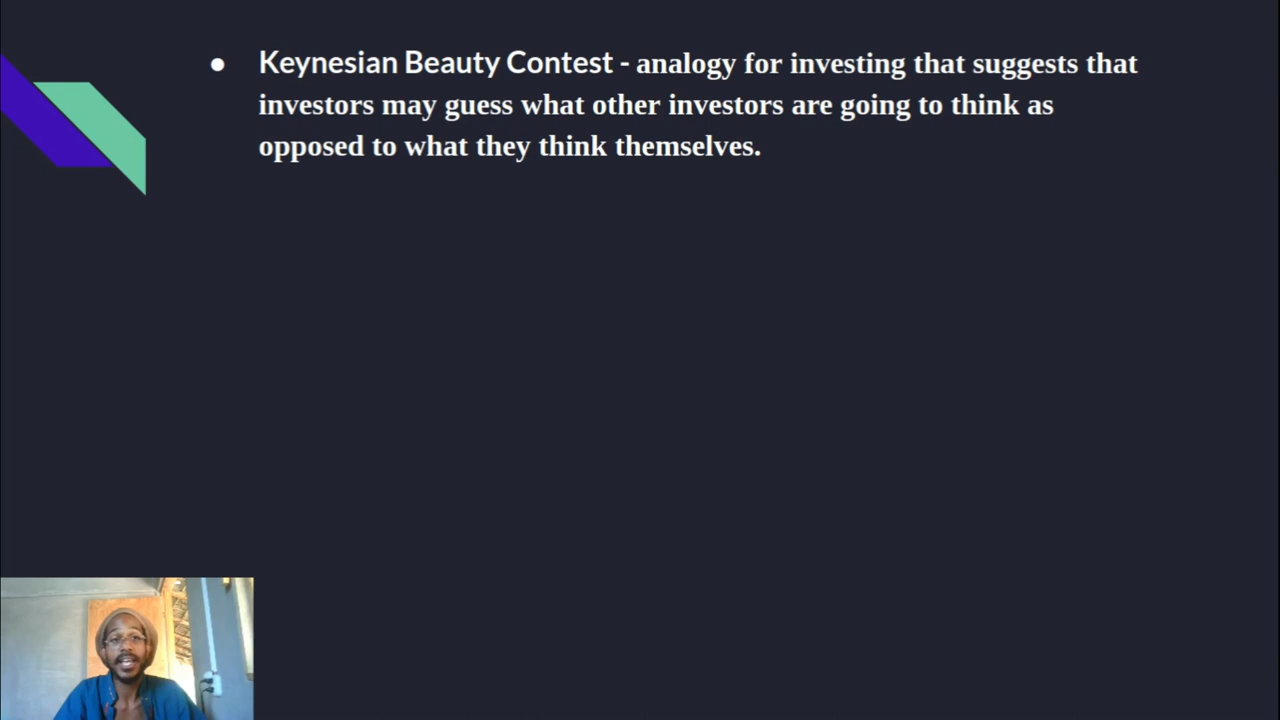 ● Keynesian Beauty Contest - analogy for investing that suggests that
investors may guess what other investors are going to think as
opposed to what they think themselves.